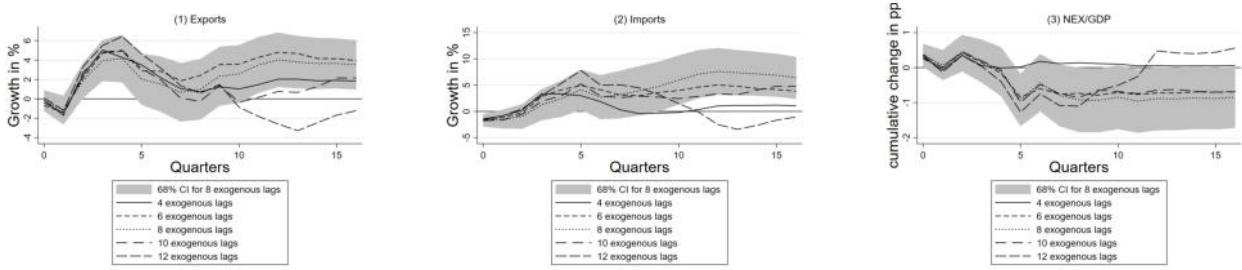 (1) Exports
Growth in %
6
4
2
0
-2
-4
0 5 10 15
Quarters
68% CI for 8 exogenous lags
4 exogenous lags
6 exogenous lags
8 exogenous lags
10 exogenous lags
12 exogenous lags
(2) Imports
Growth in %
15
10
5
0
-5
0 5 10 15
Quarters
68% CI for 8 exogenous lags
4 exogenous lags
6 exogenous lags
8 exogenous lags
10 exogenous lags
12 exogenous lags
(3) NEX/GDP
cumulative change in pp
1
0
-1
-2
0 5 10 15
Quarters
68% CI for 8 exogenous lags
4 exogenous lags
6 exogenous lags
8 exogenous lags
10 exogenous lags
12 exogenous lags